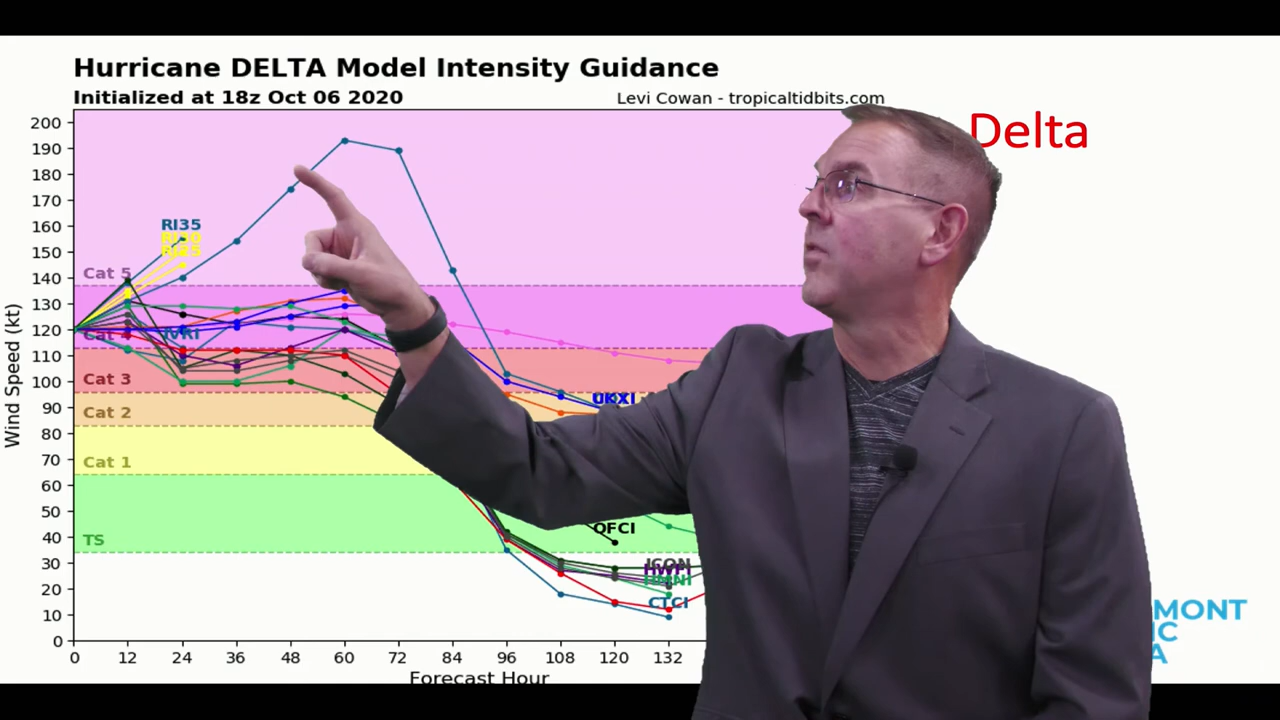 Hurricane DELTA Model Intensity Guidance
Initialized at 18z Oct 06 2020
Levi Cowan - tropicaltidbits.com
Delta
200
190
180
170
160
150
140
130
120
110
100
90
80
70
60
50
40
30
20
10
0
Wind Speed (kt)
RI35
Cat 5
Cat 3
Cat 2
Cat 1
TS
UKXI
OFCI
ICON
HWFI
HMNI
CTCI
MONT
IC
A
0 12 24 36 48 60 72 84 96 108 120 132
Forecast Hour